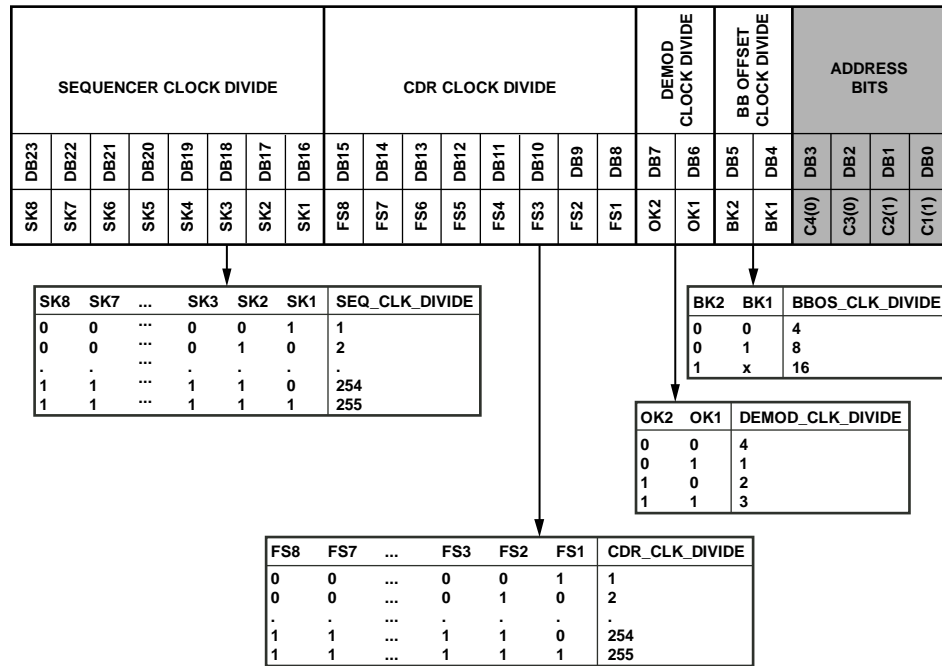 SEQUENCER CLOCK DIVIDE
CDR CLOCK DIVIDE
DEMOD
CLOCK DIVIDE
BB OFFSET
CLOCK DIVIDE
ADDRESS
BITS
DB23 DB22 DB21 DB20 DB19 DB18 DB17 DB16 DB15 DB14 DB13 DB12 DB11 DB10 DB9 DB8 DB7 DB6 DB5 DB4 DB3 DB2 DB1 DB0
SK8 SK7 SK6 SK5 SK4 SK3 SK2 SK1 FS8 FS7 FS6 FS5 FS4 FS3 FS2 FS1 OK2 OK1 BK2 BK1 C4(0) C3(0) C2(1) C1(1)
SK8 SK7 ... SK3 SK2 SK1 SEQ_CLK_DIVIDE
0 0 ... 0 0 1 1
0 0 ... 0 1 0 2
. . ... . . . .
1 1 ... 1 1 0 254
1 1 ... 1 1 1 255
BK2 BK1 BBOS_CLK_DIVIDE
0 0 4
0 1 8
1 x 16
OK2 OK1 DEMOD_CLK_DIVIDE
0 0 4
0 1 1
1 0 2
1 1 3
FS8 FS7 ... FS3 FS2 FS1 CDR_CLK_DIVIDE
0 0 ... 0 0 1 1
0 0 ... 0 1 0 2
. . ... . . . .
1 1 ... 1 1 0 254
1 1 ... 1 1 1 255